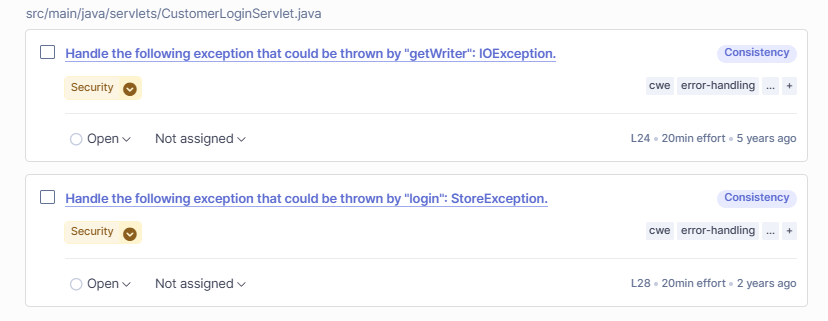 src/main/java/servlets/CustomerLoginServlet.java
Handle the following exception that could be thrown by "getWriter": IOException. Consistency
Security cwe error-handling ... +
Open Not assigned L24 • 20min effort • 5 years ago
Handle the following exception that could be thrown by "login": StoreException. Consistency
Security cwe error-handling ... +
Open Not assigned L28 • 20min effort • 2 years ago